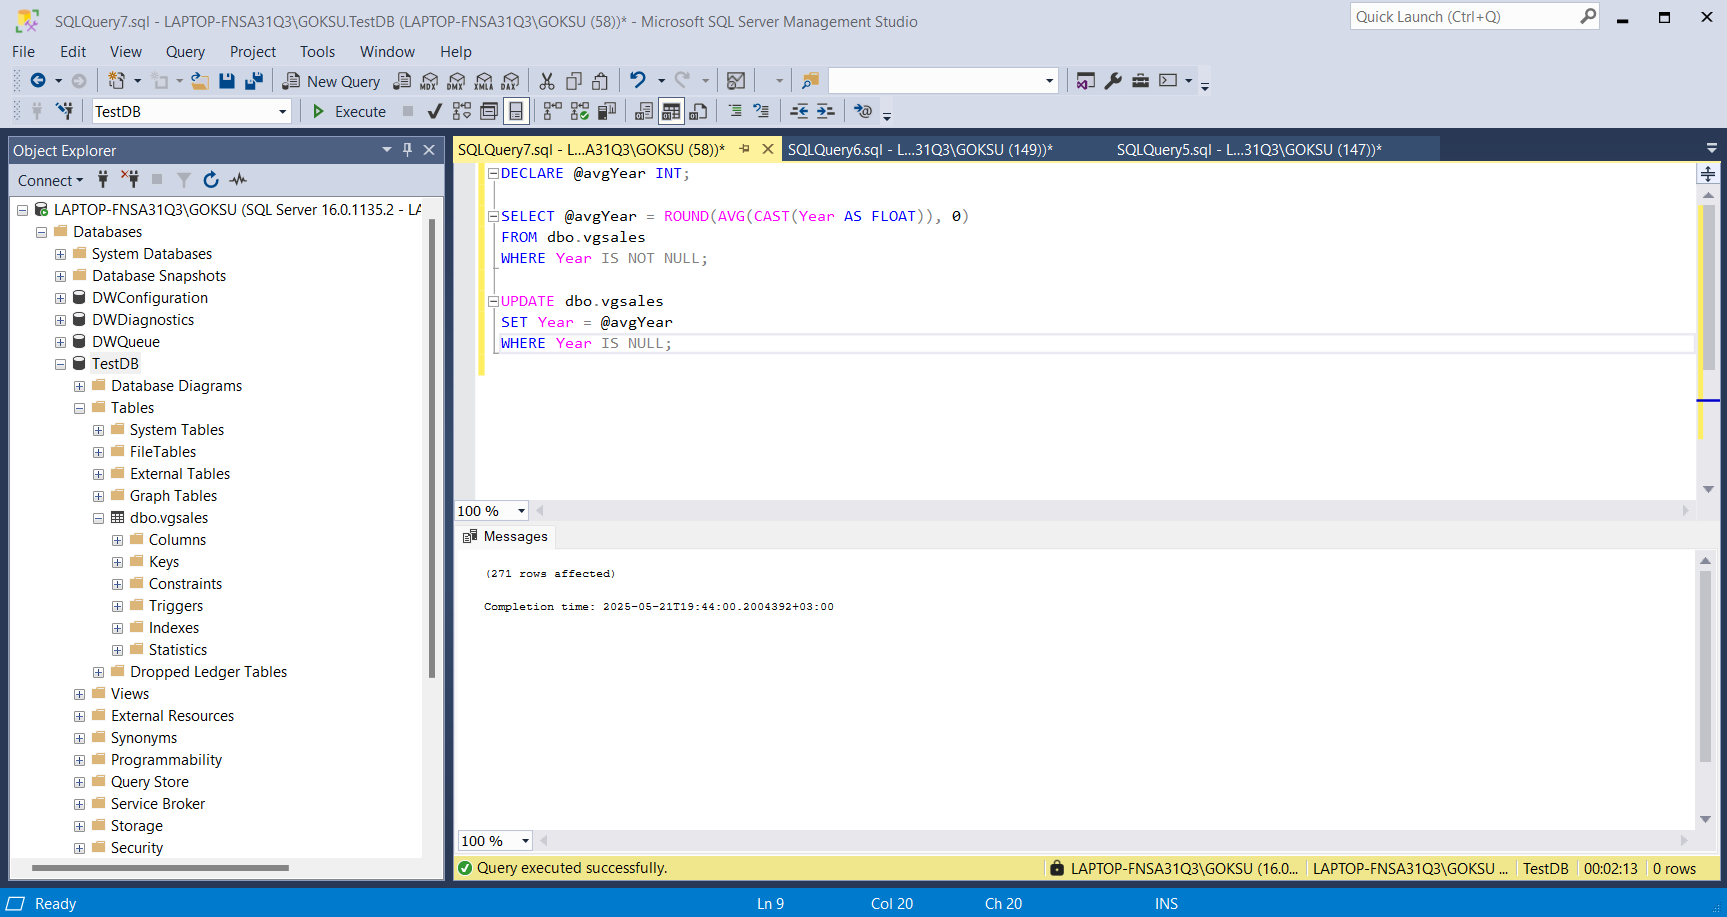 SQLQuery7.sql - LAPTOP-FNSA31Q3\GOKSU.TestDB (LAPTOP-FNSA31Q3\GOKSU (58))* - Microsoft SQL Server Management Studio
Quick Launch (Ctrl+Q)
File Edit View Query Project Tools Window Help
New Query MDX DMX XMLA DAX
TestDB Execute
Object Explorer
Connect
LAPTOP-FNSA31Q3\GOKSU (SQL Server 16.0.1135.2 - LA
Databases
System Databases
Database Snapshots
DWConfiguration
DWDiagnostics
DWQueue
TestDB
Database Diagrams
Tables
System Tables
FileTables
External Tables
Graph Tables
dbo.vgsales
Columns
Keys
Constraints
Triggers
Indexes
Statistics
Dropped Ledger Tables
Views
External Resources
Synonyms
Programmability
Query Store
Service Broker
Storage
Security
SQLQuery7.sql - L...A31Q3\GOKSU (58))* SQLQuery6.sql - L...31Q3\GOKSU (149))* SQLQuery5.sql - L...31Q3\GOKSU (147))*
DECLARE @avgYear INT;
SELECT @avgYear = ROUND(AVG(CAST(Year AS FLOAT)), 0)
FROM dbo.vgsales
WHERE Year IS NOT NULL;
UPDATE dbo.vgsales
SET Year = @avgYear
WHERE Year IS NULL;
100 %
Messages
(271 rows affected)
Completion time: 2025-05-21T19:44:00.2004392+03:00
100 %
Query executed successfully. LAPTOP-FNSA31Q3\GOKSU (16.0... LAPTOP-FNSA31Q3\GOKSU ... TestDB 00:02:13 0 rows
Ready Ln 9 Col 20 Ch 20 INS